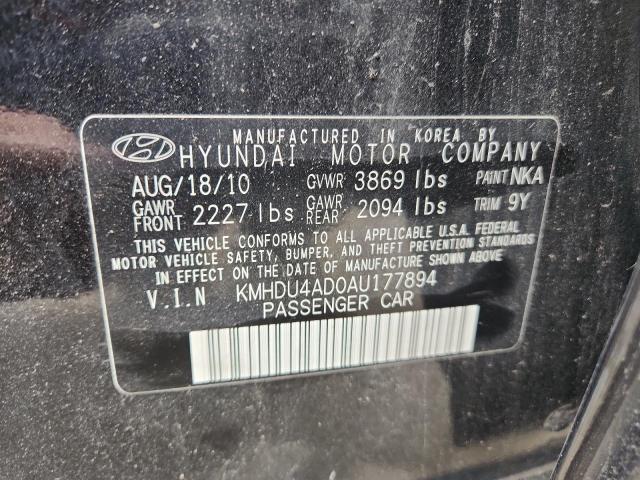 MANUFACTURED IN KOREA BY
HYUNDAI MOTOR COMPANY
AUG/18/10 GVWR 3869 lbs PAINT NKA
GAWR FRONT 2227 lbs GAWR REAR 2094 lbs TRIM 9Y
THIS VEHICLE CONFORMS TO ALL APPLICABLE U.S.A. FEDERAL
MOTOR VEHICLE SAFETY, BUMPER, AND THEFT PREVENTION STANDARDS
IN EFFECT ON THE DATE OF MANUFACTURE SHOWN ABOVE.
V.I.N KMHDU4AD0AU177894
PASSENGER CAR